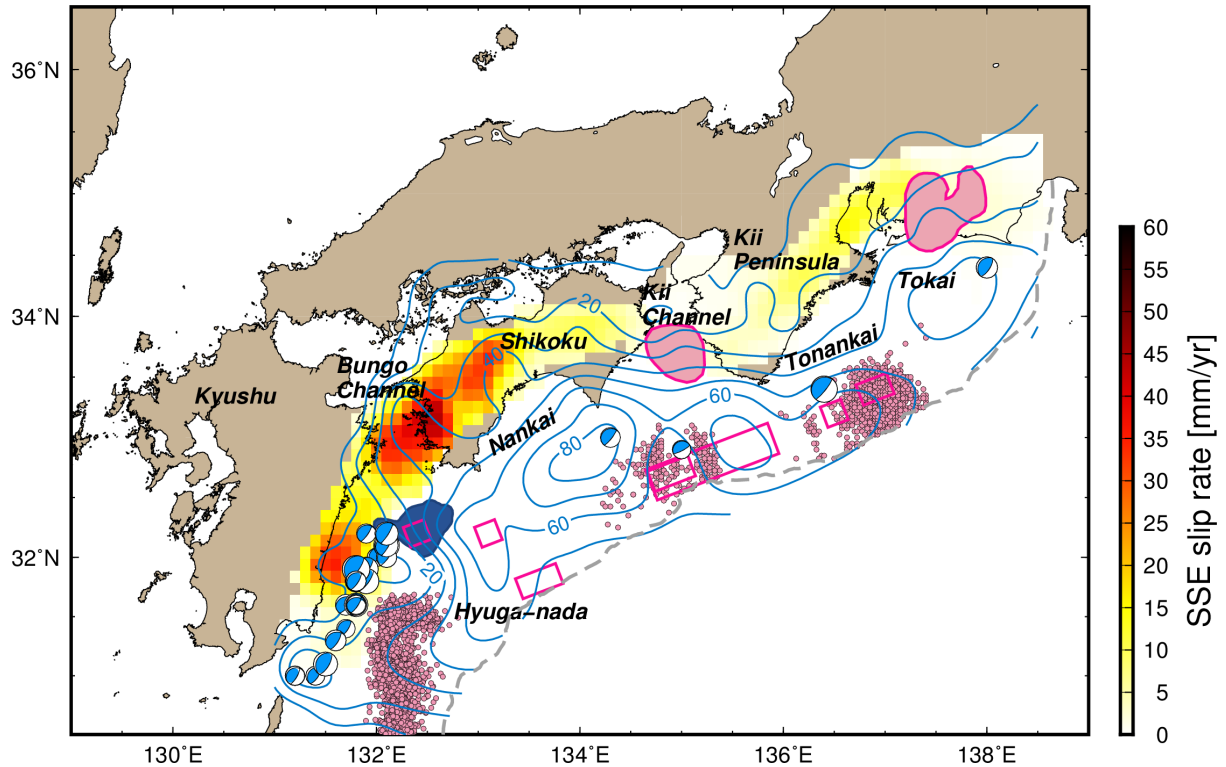 36°N
34°N
32°N
130°E
132°E
134°E
136°E
138°E
Kii
Peninsula
Tokai
Kii
Channel
20
Shikoku
Tonankai
40
Bungo
Channel
Kyushu
60
Nankai
80
60
20
Hyuga-nada
60
55
50
45
40
35
30
25
20
15
10
5
0
SSE slip rate [mm/yr]